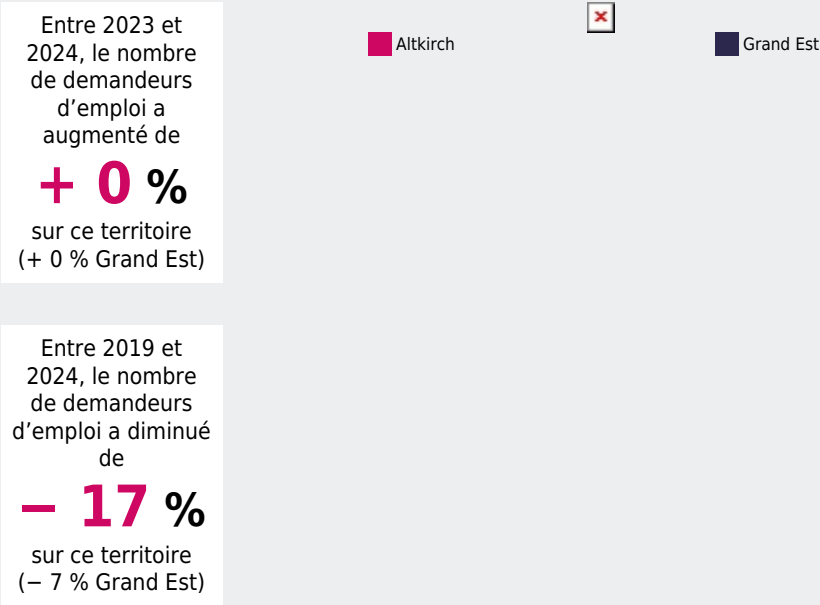 Entre 2023 et
2024, le nombre
de demandeurs
d’emploi a
augmenté de
+ 0 %
sur ce territoire
(+ 0 % Grand Est)
Entre 2019 et
2024, le nombre
de demandeurs
d’emploi a diminué
de
− 17 %
sur ce territoire
(− 7 % Grand Est)
Altkirch
Grand Est